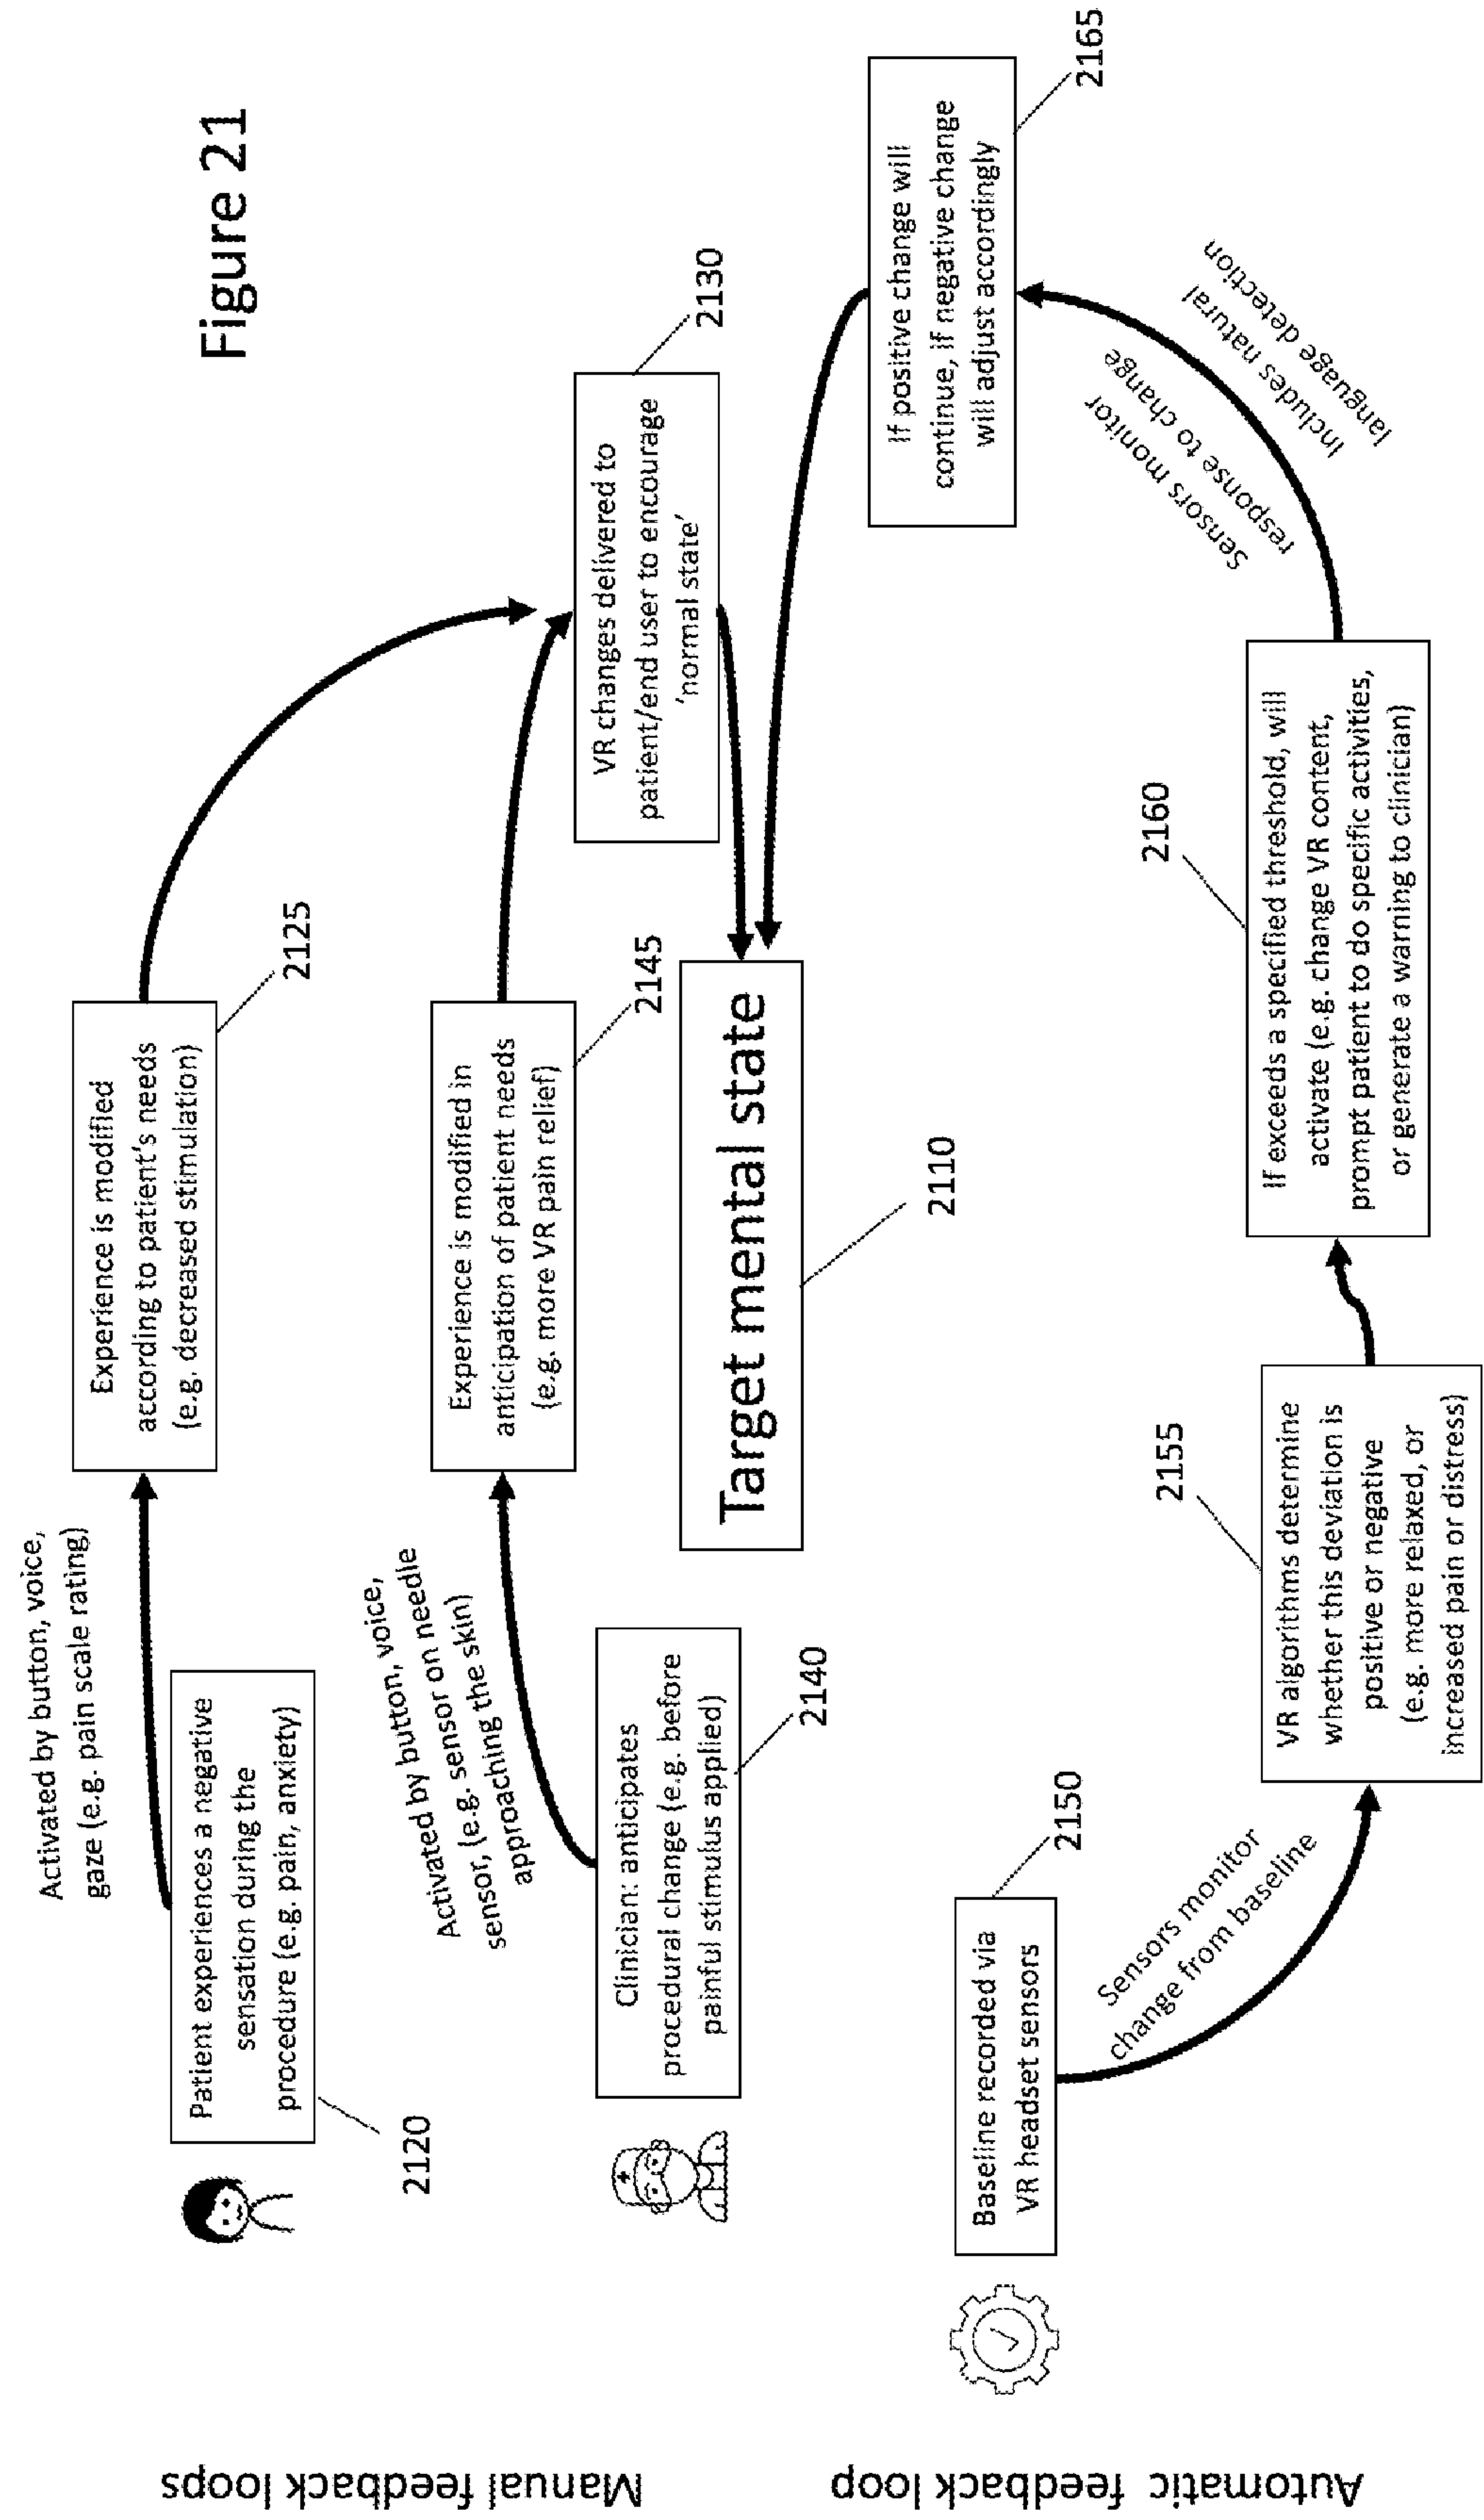 Figure 21
Manual feedback loops
Activated by button, voice,
gaze (e.g. pain scale rating)
Patient experiences a negative
sensation during the
procedure (e.g. pain, anxiety)
2120
Experience is modified
according to patient's needs
(e.g. decreased stimulation)
2125
Activated by button, voice,
sensor, (e.g. sensor on needle
approaching the skin)
Clinician: anticipates
procedural change (e.g. before
painful stimulus applied)
2140
Experience is modified in
anticipation of patient needs
(e.g. more VR pain relief)
2145
VR changes delivered to
patient/end user to encourage
'normal state'
2130
Target mental state
2110
Automatic feedback loop
Baseline recorded via
VR headset sensors
2150
Sensors monitor
change from baseline
VR algorithms determine
whether this deviation is
positive or negative
(e.g. more relaxed, or
increased pain or distress)
2155
If exceeds a specified threshold, will
activate (e.g. change VR content,
prompt patient to do specific activities,
or generate a warning to clinician)
2160
Sensors monitor
response to change
Includes natural
language detection
If positive change will
continue, if negative change
will adjust accordingly
2165